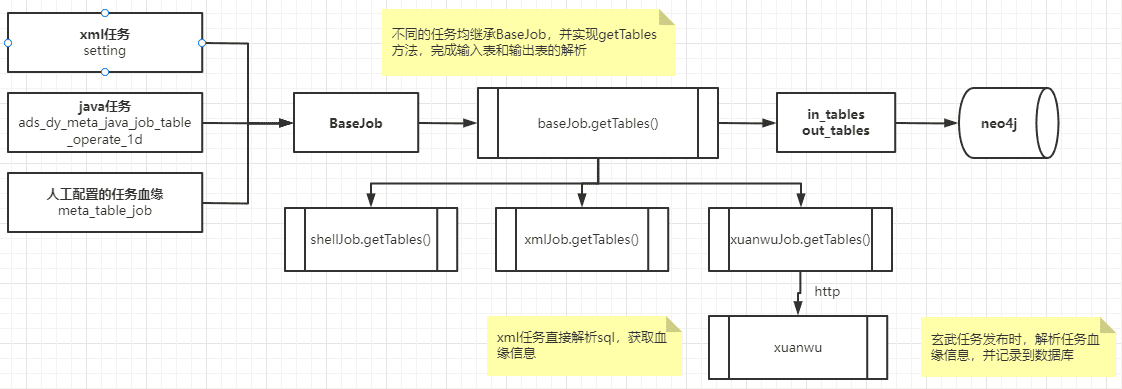 xml任务
setting
不同的任务均继承BaseJob，并实现getTables
方法，完成输入表和输出表的解析
java任务
ads_dy_meta_java_job_table
_operate_1d
BaseJob
baseJob.getTables()
in_tables
out_tables
neo4j
人工配置的任务血缘
meta_table_job
shellJob.getTables()
xmlJob.getTables()
xuanwuJob.getTables()
http
xml任务直接解析sql，获取血
缘信息
xuanwu
玄武任务发布时，解析任务血
缘信息，并记录到数据库